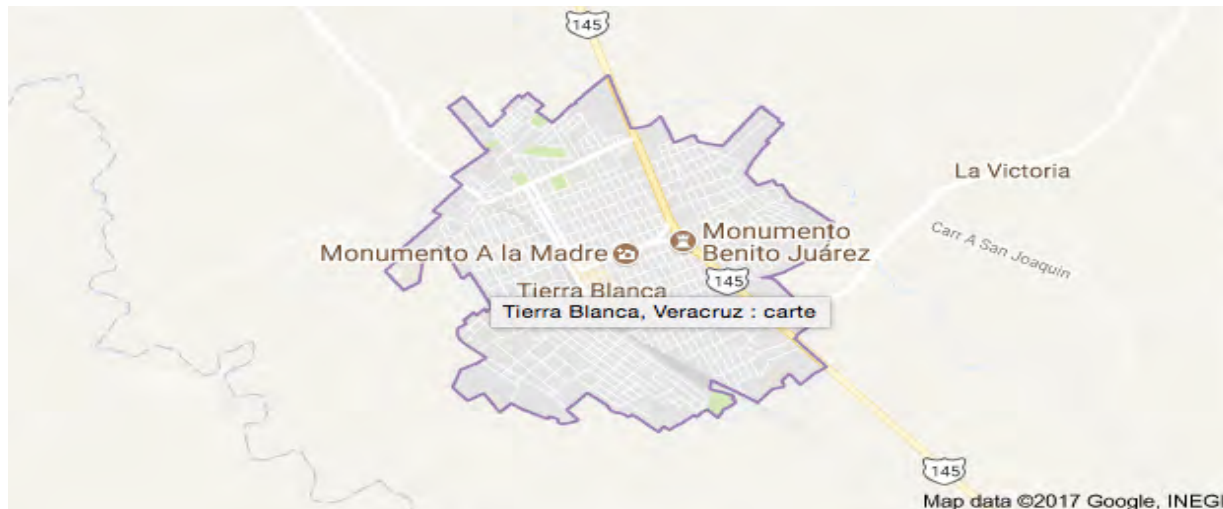 145
La Victoria
Monumento A la Madre
Monumento
Benito Juárez
Carr A San Joaquin
145
Tierra Blanca
Tierra Blanca, Veracruz : carte
145
Map data ©2017 Google, INEGI